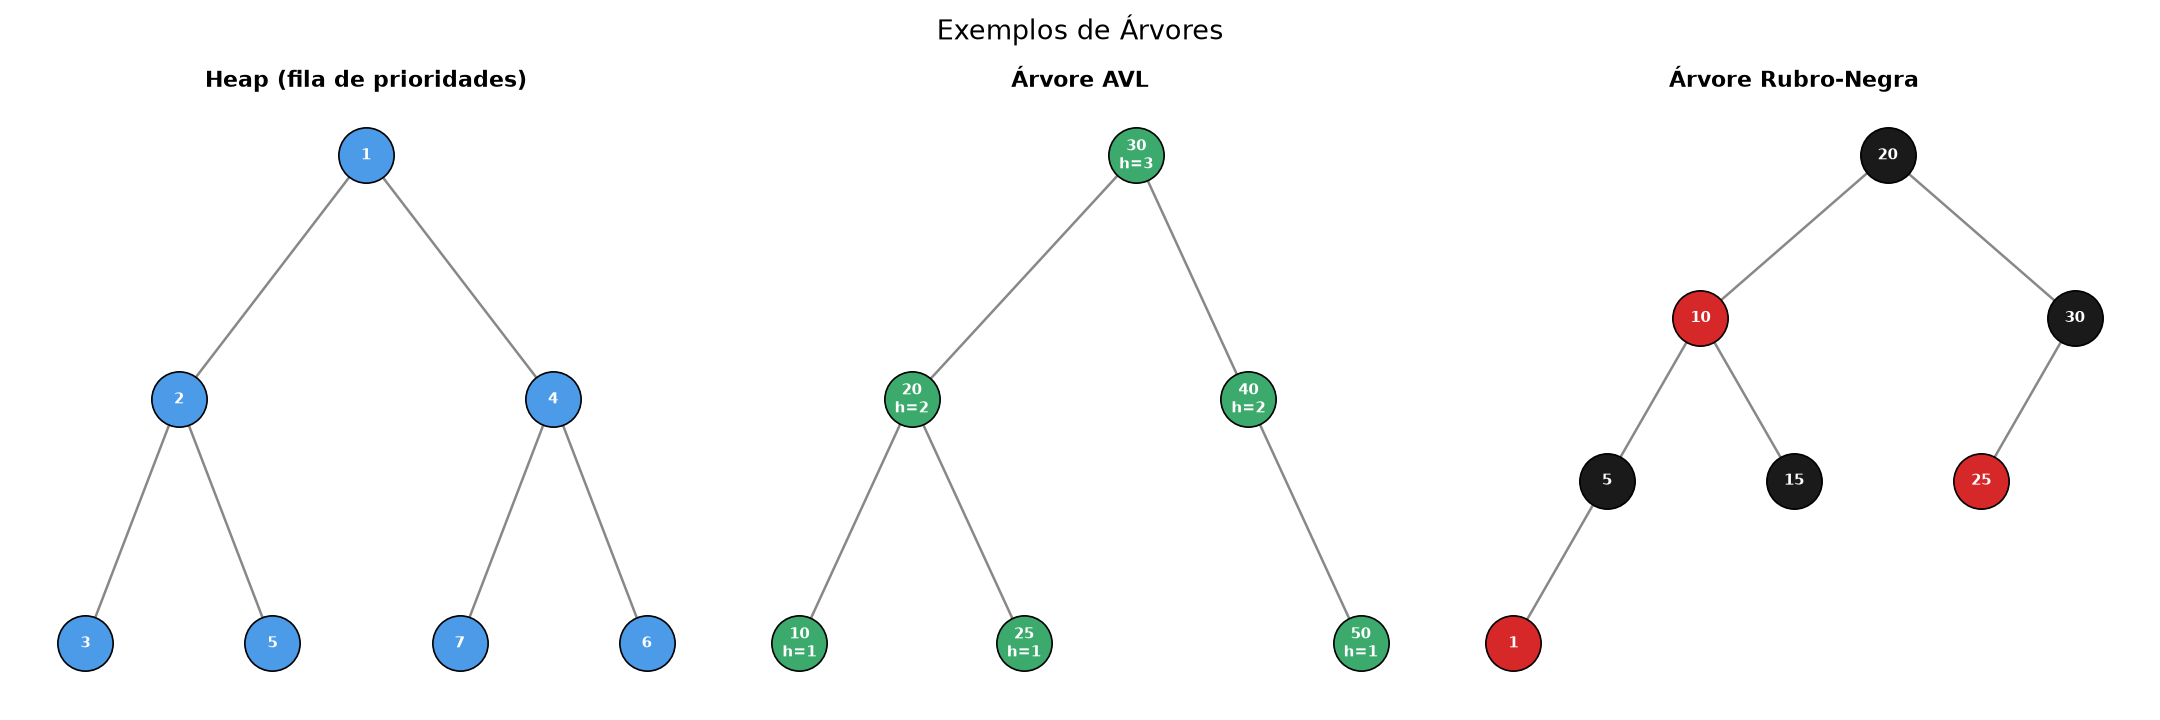 Exemplos de Árvores
Heap (fila de prioridades)
1
2
4
3
5
7
6
Árvore AVL
30
h=3
20
h=2
40
h=2
10
h=1
25
h=1
50
h=1
Árvore Rubro-Negra
20
10
30
5
15
25
1